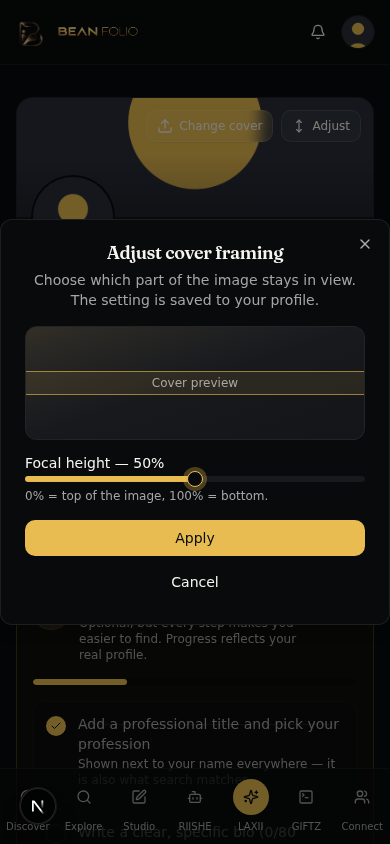 BEAN FOLIO
Change cover
Adjust
Adjust cover framing
Choose which part of the image stays in view.
The setting is saved to your profile.
Cover preview
Focal height — 50%
0% = top of the image, 100% = bottom.
Apply
Cancel
Optional, but every step makes you
easier to find. Progress reflects your
real profile.
Add a professional title and pick your
profession
Shown next to your name everywhere — it
is also what search matches.
N
Discover
Explore
Studio
RIISHE
LAXII
GIFTZ
Connect
Write a clear, specific bio (0/80